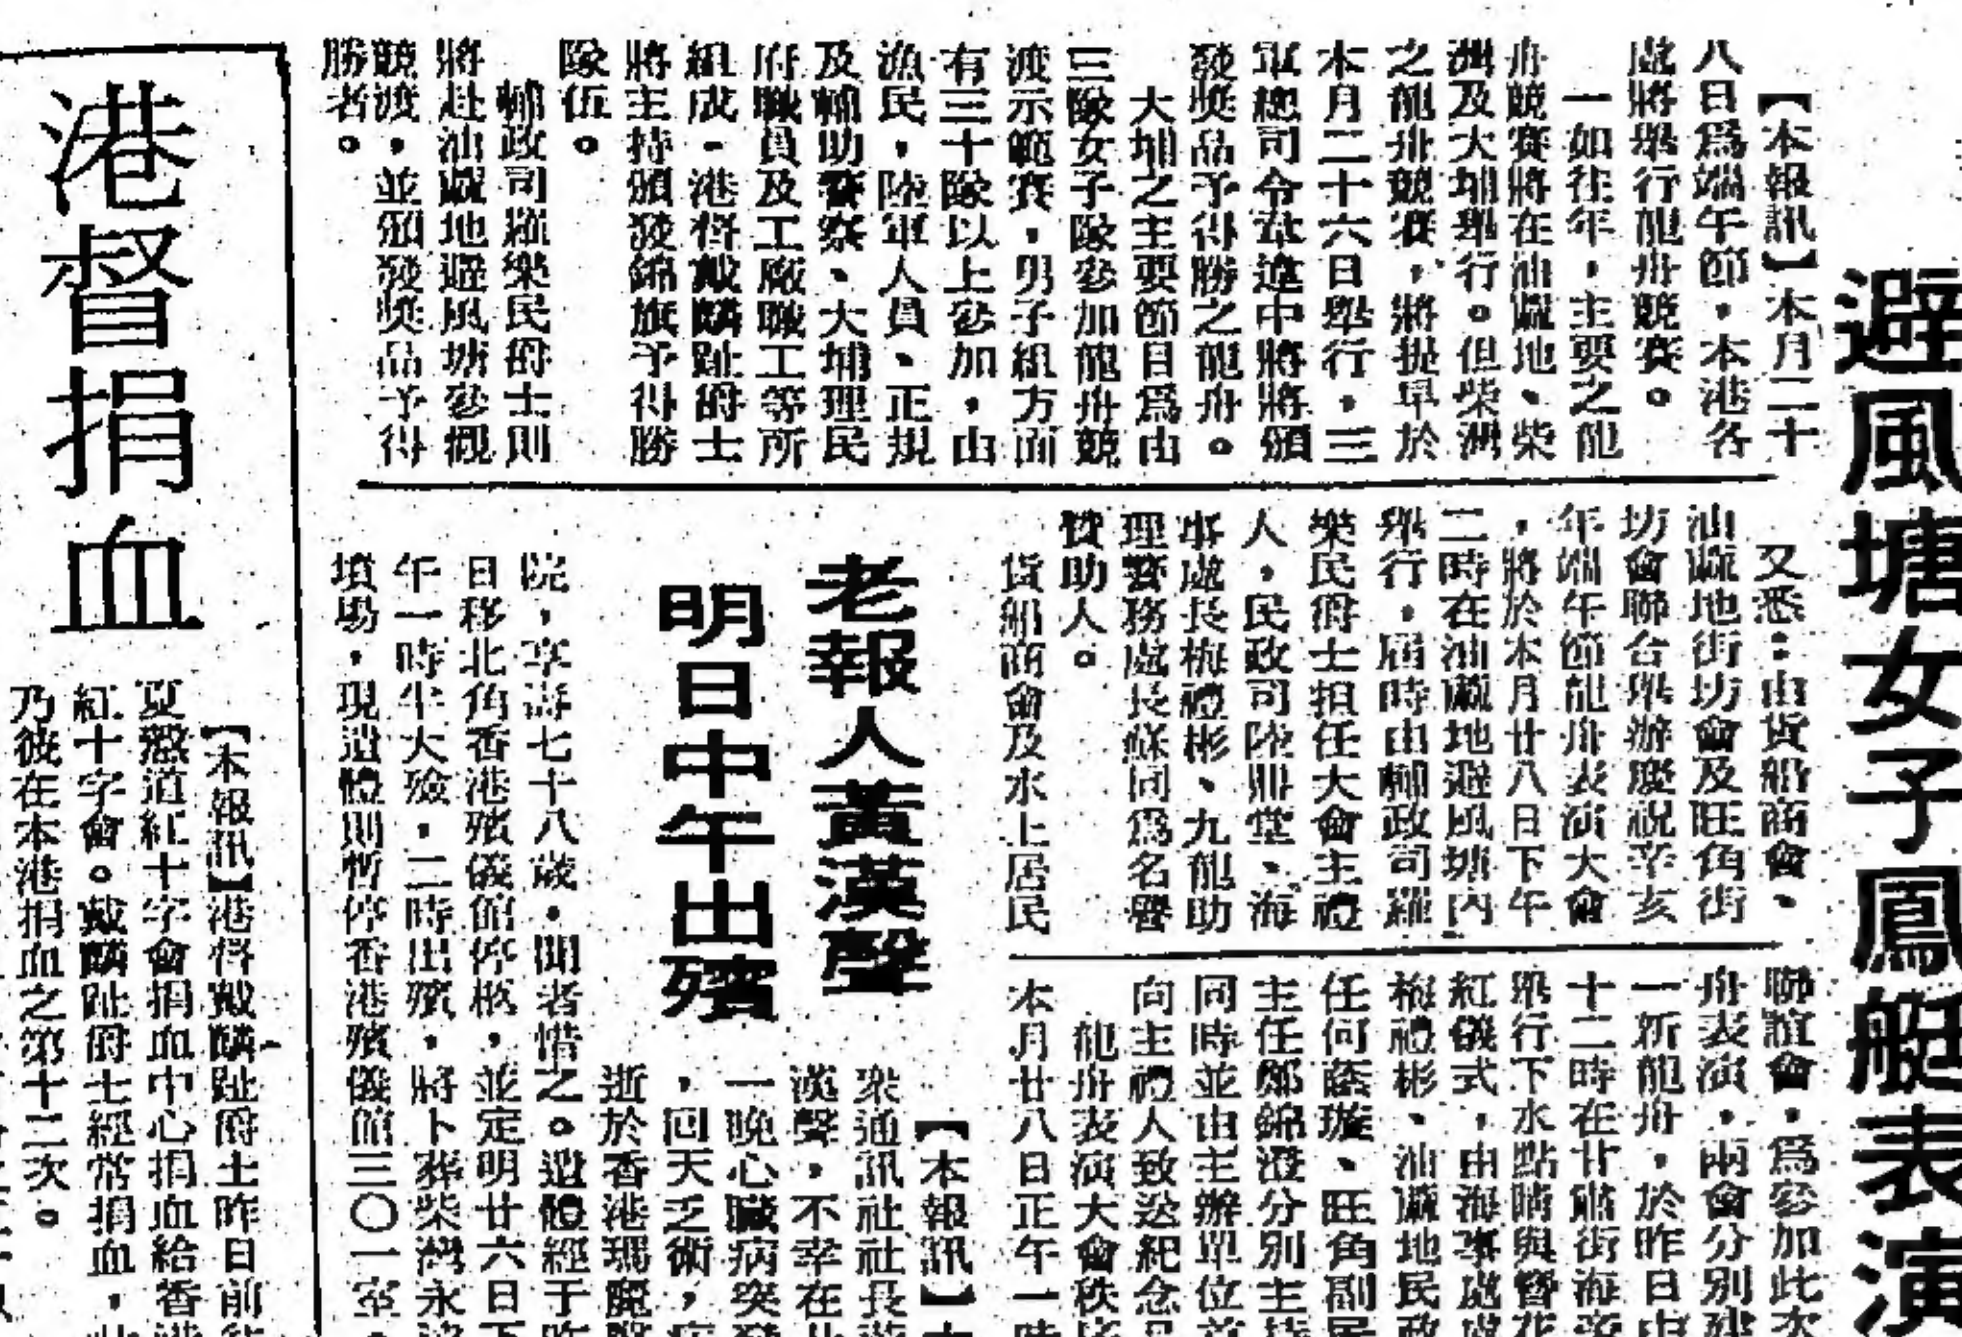 避風塘女子鳳艇表演
【本報訊】本月二十
八日爲端午節，本港各
處將舉行龍舟競賽。
一如往年，主要之龍
舟競賽將在油蔴地、柴
灣及大埔舉行。但柴灣
之龍舟競賽，將提早於
本月二十六日舉行，三
軍總司令韋達中將將頒
發獎品予得勝之龍舟。
大埔之主要節目爲由
三隊女子隊參加龍舟競
渡示範賽，男子組方面
有三十隊以上參加，由
漁民，陸軍人員、正規
及輔助警察、大埔理民
府職員及工廠職工等所
組成。港督戴麟趾爵士
將主持頒發錦旗予得勝
隊伍。
輔政司羅樂民爵士則
將赴油蔴地避風塘參觀
競渡，並頒發獎品予得
勝者。
又悉：由貨船商會、
油蔴地街坊會及旺角街
坊會聯合舉辦慶祝辛亥
年端午節龍舟表演大會
，將於本月廿八日下午
二時在油蔴地避風塘內
舉行，屆時由輔政司羅
樂民爵士担任大會主禮
人，民政司陸鼎堂、海
事處長梅禮彬、九龍助
理警務處長蘇同爲名譽
贊助人。
貨船商會及水上居民
聯誼會，爲參加此次
舟表演，兩會分別建
一新龍舟，於昨日由
十二時在甘肅街海旁
舉行下水點睛與簪花
紅儀式，由海事處處
梅禮彬、油蔴地民政
任何蔭璇、旺角副民
主任鄭錦澄分別主持
同時並由主辦單位首
向主禮人致送紀念品
龍舟表演大會秩序
本月廿八日正午一時
老報人黃漢聲
明日中午出殯
【本報訊】大
衆通訊社社長黃
漢聲，不幸在
一晚心臟病突發
，回天乏術，
逝於香港瑪麗醫
院，享壽七十八歲。聞者惜之。遺體經于昨
日移北角香港殯儀館停柩，並定明廿六日下
午一時半大殮，二時出殯，將卜葬柴灣永遠
墳場，現遺體則暫停香港殯儀館三〇一室。
港督捐血
【本報訊】港督戴麟趾爵士昨日前往
夏慤道紅十字會捐血中心捐血給香港
紅十字會。戴麟趾爵士經常捐血，此
乃彼在本港捐血之第十二次。